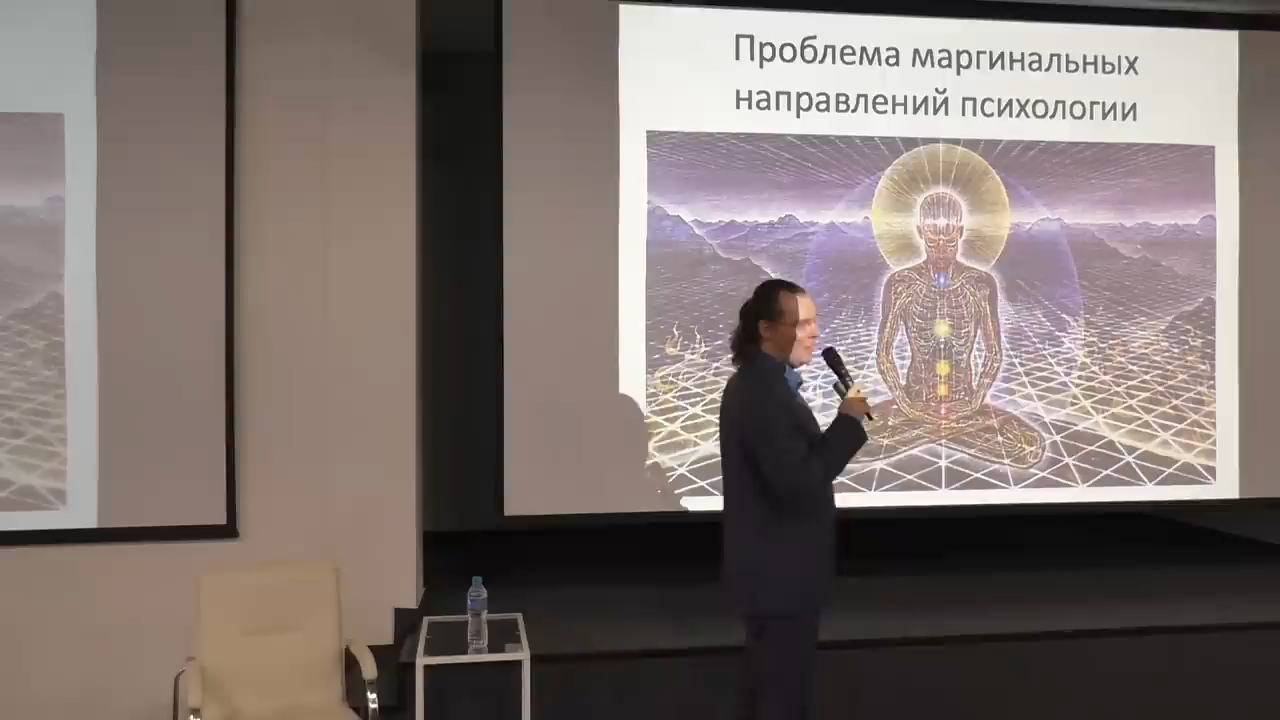 Проблема маргинальных
направлений психологии